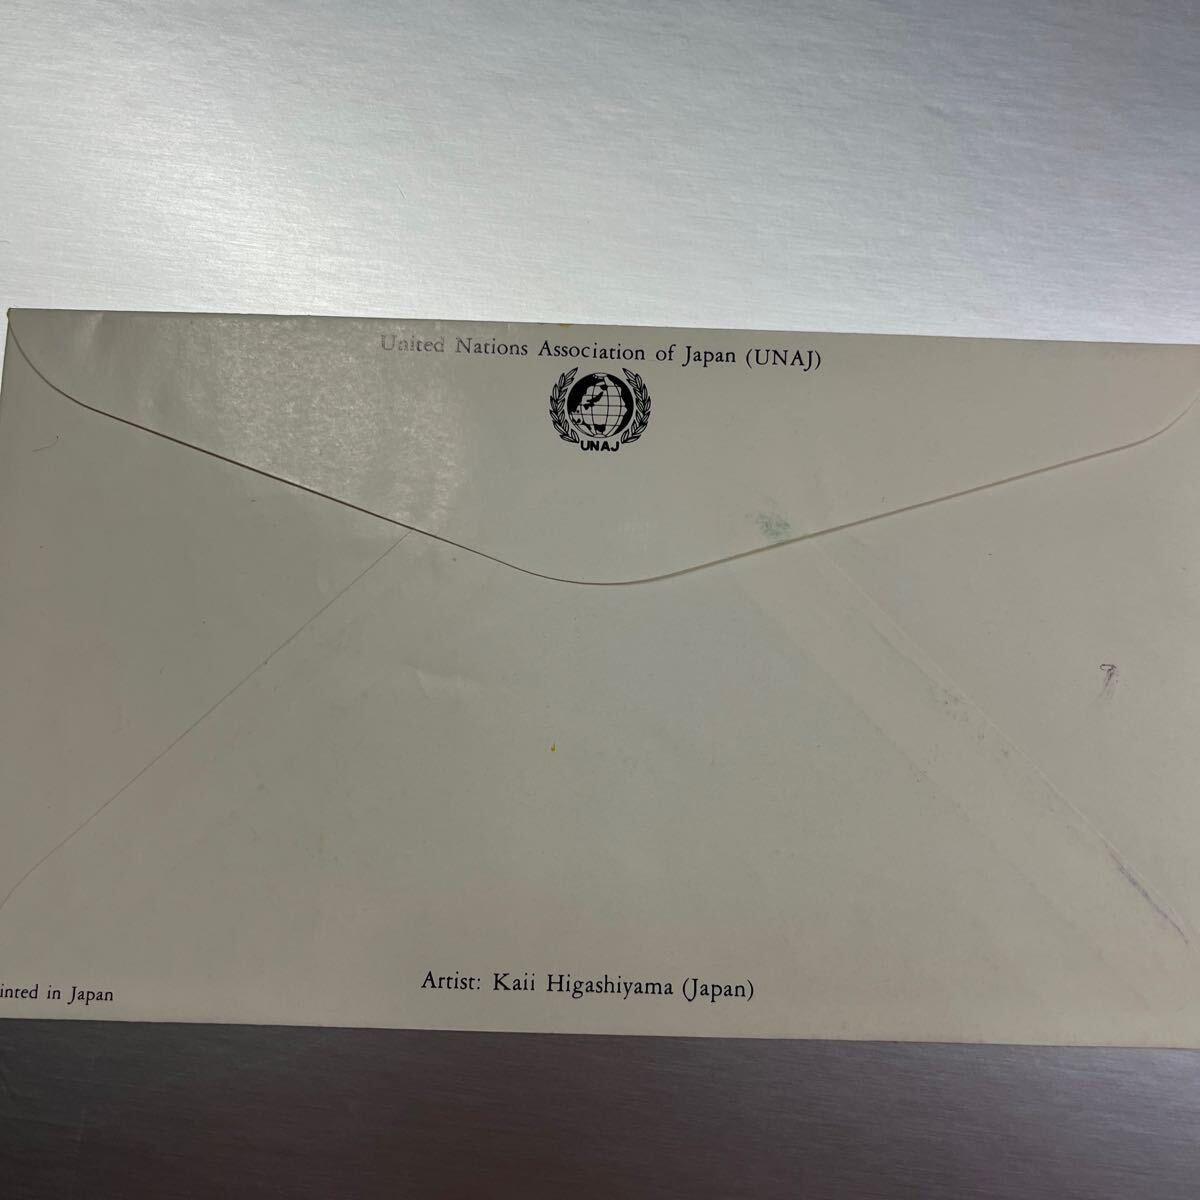 United Nations Association of Japan (UNAJ)
UNAJ
Artist: Kaii Higashiyama (Japan)
inted in Japan